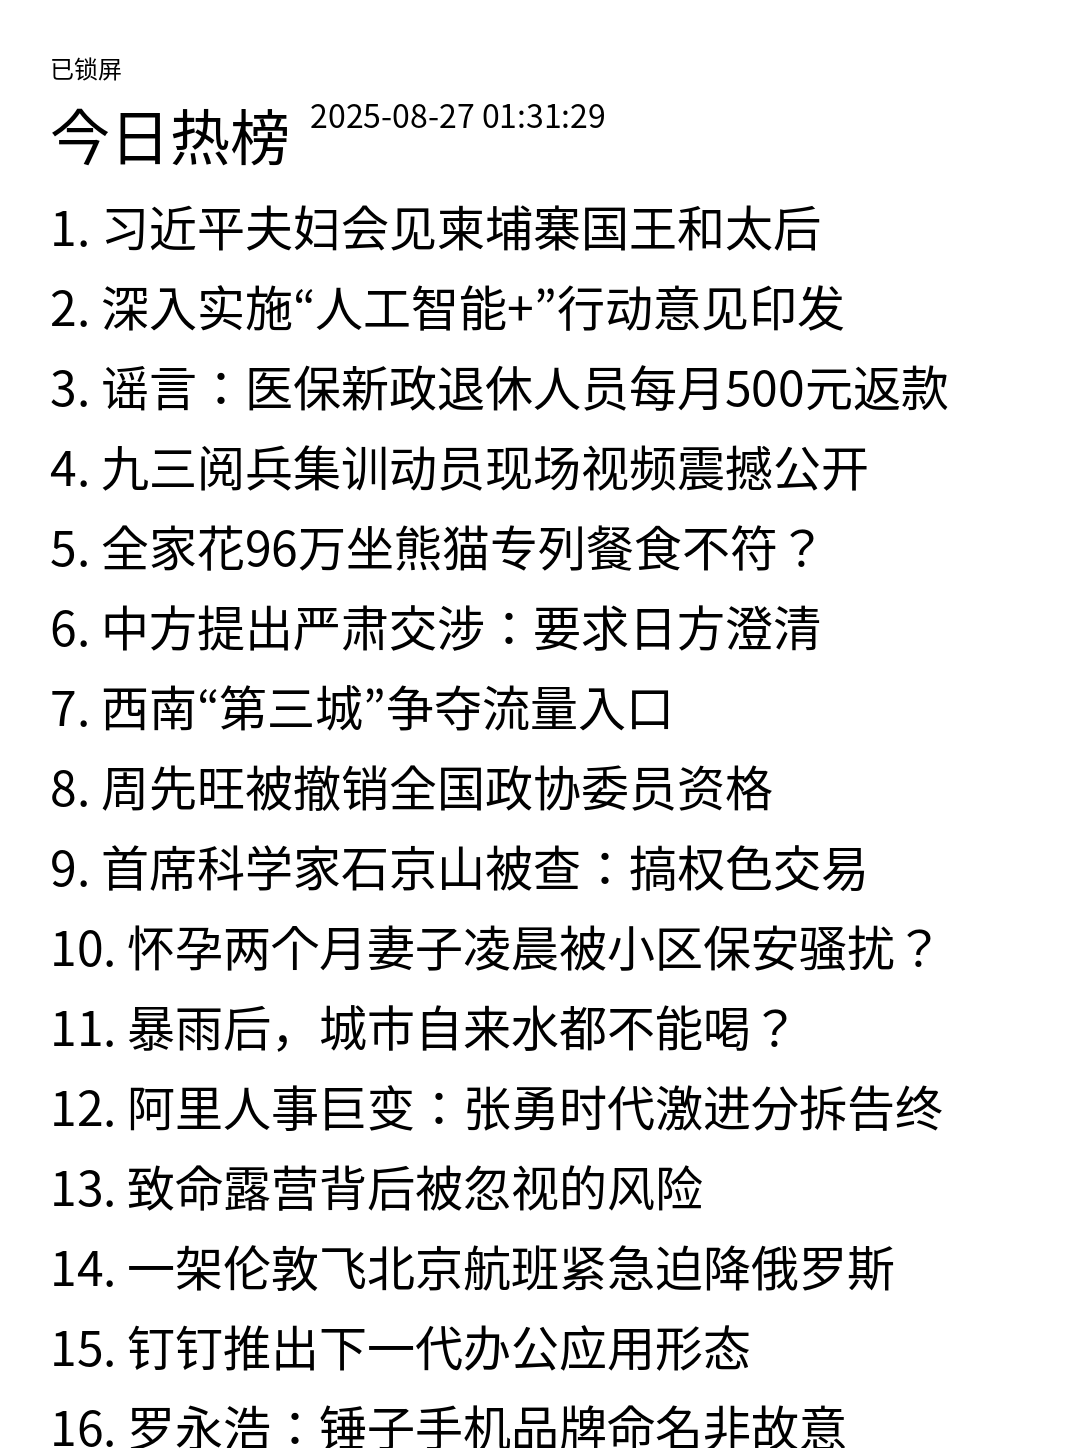 已锁屏
今日热榜 2025-08-27 01:31:29
1. 习近平夫妇会见柬埔寨国王和太后
2. 深入实施“人工智能+”行动意见印发
3. 谣言：医保新政退休人员每月500元返款
4. 九三阅兵集训动员现场视频震撼公开
5. 全家花96万坐熊猫专列餐食不符？
6. 中方提出严肃交涉：要求日方澄清
7. 西南“第三城”争夺流量入口
8. 周先旺被撤销全国政协委员资格
9. 首席科学家石京山被查：搞权色交易
10. 怀孕两个月妻子凌晨被小区保安骚扰？
11. 暴雨后，城市自来水都不能喝？
12. 阿里人事巨变：张勇时代激进分拆告终
13. 致命露营背后被忽视的风险
14. 一架伦敦飞北京航班紧急迫降俄罗斯
15. 钉钉推出下一代办公应用形态
16. 罗永浩：锤子手机品牌命名非故意